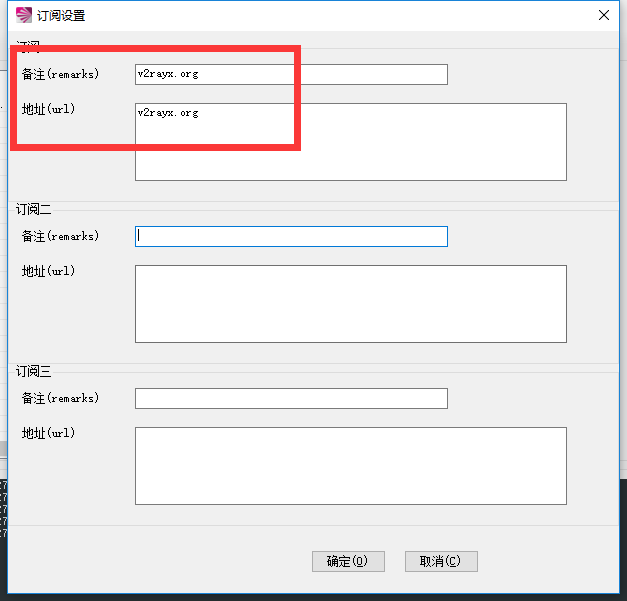 订阅设置
订阅
备注(remarks)
v2rayx.org
地址(url)
v2rayx.org
订阅二
备注(remarks)
地址(url)
订阅三
备注(remarks)
地址(url)
确定(O)
取消(C)